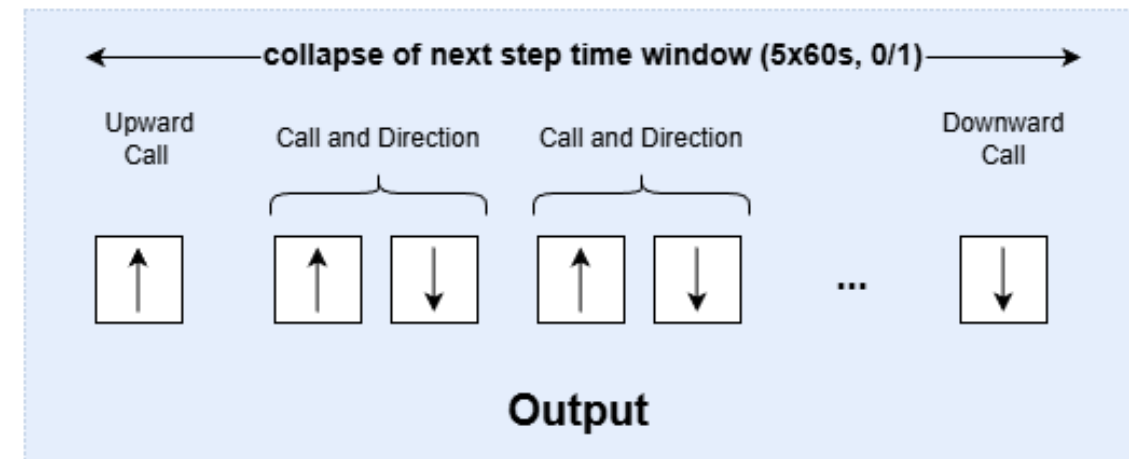 collapse of next step time window (5x60s, 0/1)
Upward
Call
Call and Direction
Call and Direction
Downward
Call
...
Output